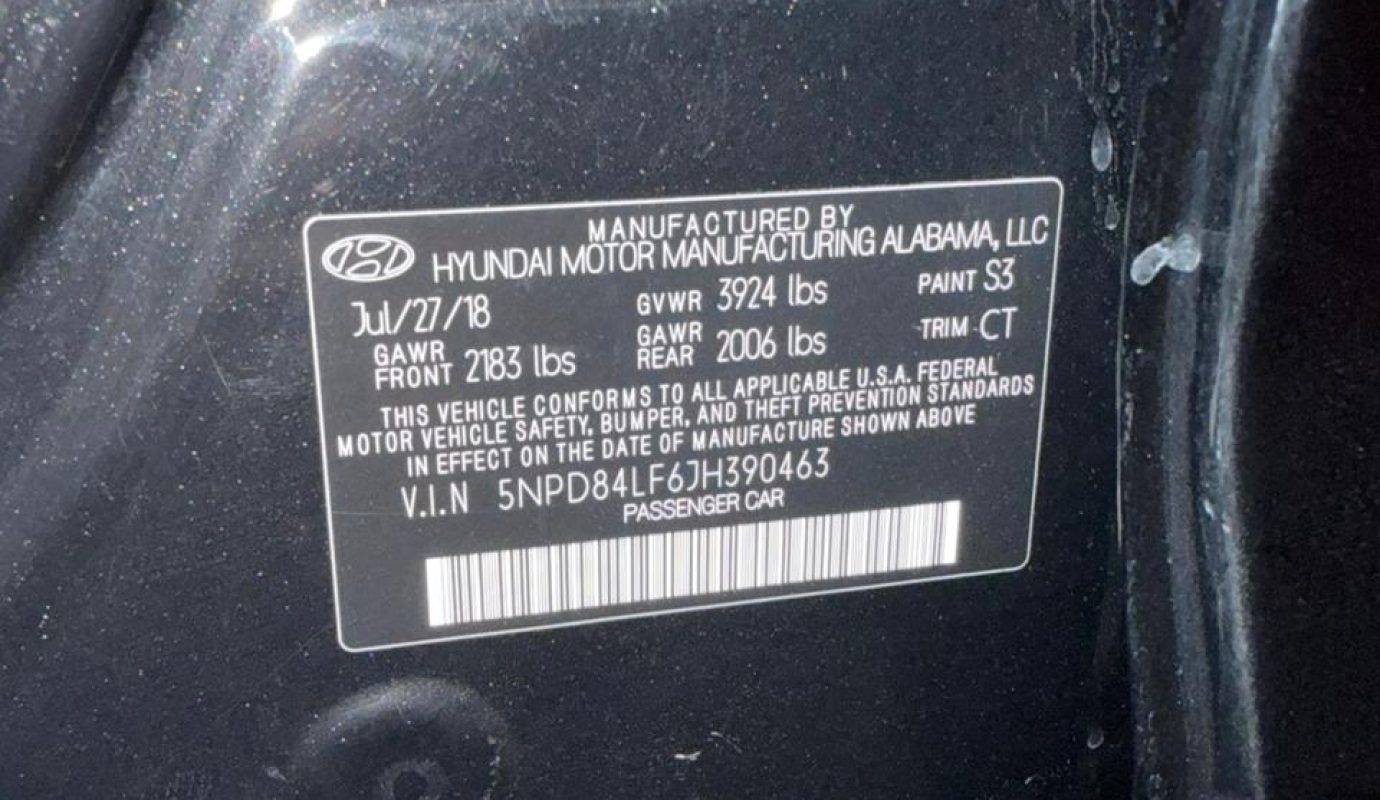 MANUFACTURED BY
HYUNDAI MOTOR MANUFACTURING ALABAMA, LLC
Jul/27/18 GVWR 3924 lbs PAINT S3
GAWR FRONT 2183 lbs GAWR REAR 2006 lbs TRIM CT
THIS VEHICLE CONFORMS TO ALL APPLICABLE U.S.A. FEDERAL
MOTOR VEHICLE SAFETY, BUMPER, AND THEFT PREVENTION STANDARDS
IN EFFECT ON THE DATE OF MANUFACTURE SHOWN ABOVE
V.I.N 5NPD84LF6JH390463
PASSENGER CAR